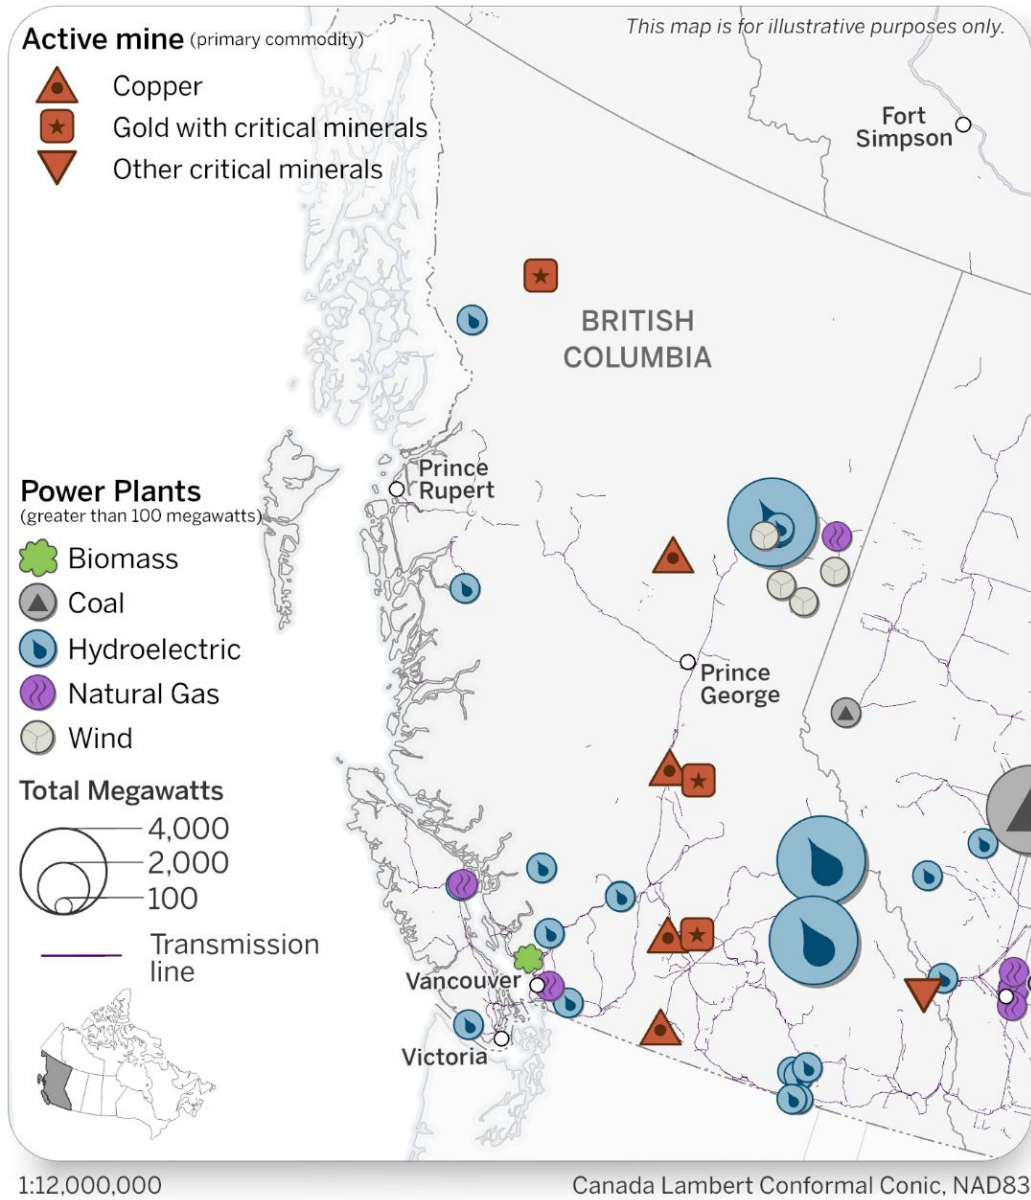 Active mine (primary commodity)
Copper
Gold with critical minerals
Other critical minerals
This map is for illustrative purposes only.
Fort
Simpson
BRITISH
COLUMBIA
Prince
Rupert
Prince
George
Vancouver
Victoria
Power Plants
(greater than 100 megawatts)
Biomass
Coal
Hydroelectric
Natural Gas
Wind
Total Megawatts
4,000
2,000
100
Transmission
line
1:12,000,000
Canada Lambert Conformal Conic, NAD83